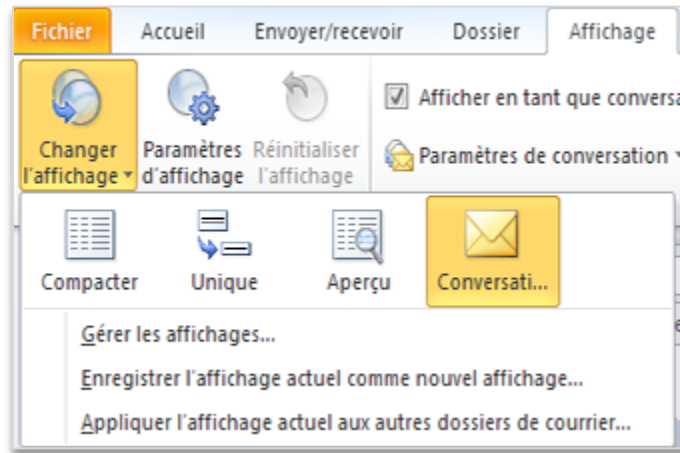 Fichier Accueil Envoyer/recevoir Dossier Affichage
Changer l'affichage
Paramètres d'affichage
Réinitialiser l'affichage
Afficher en tant que conversa
Paramètres de conversation
Compacter Unique Aperçu Conversati...
Gérer les affichages...
Enregistrer l'affichage actuel comme nouvel affichage...
Appliquer l'affichage actuel aux autres dossiers de courrier...